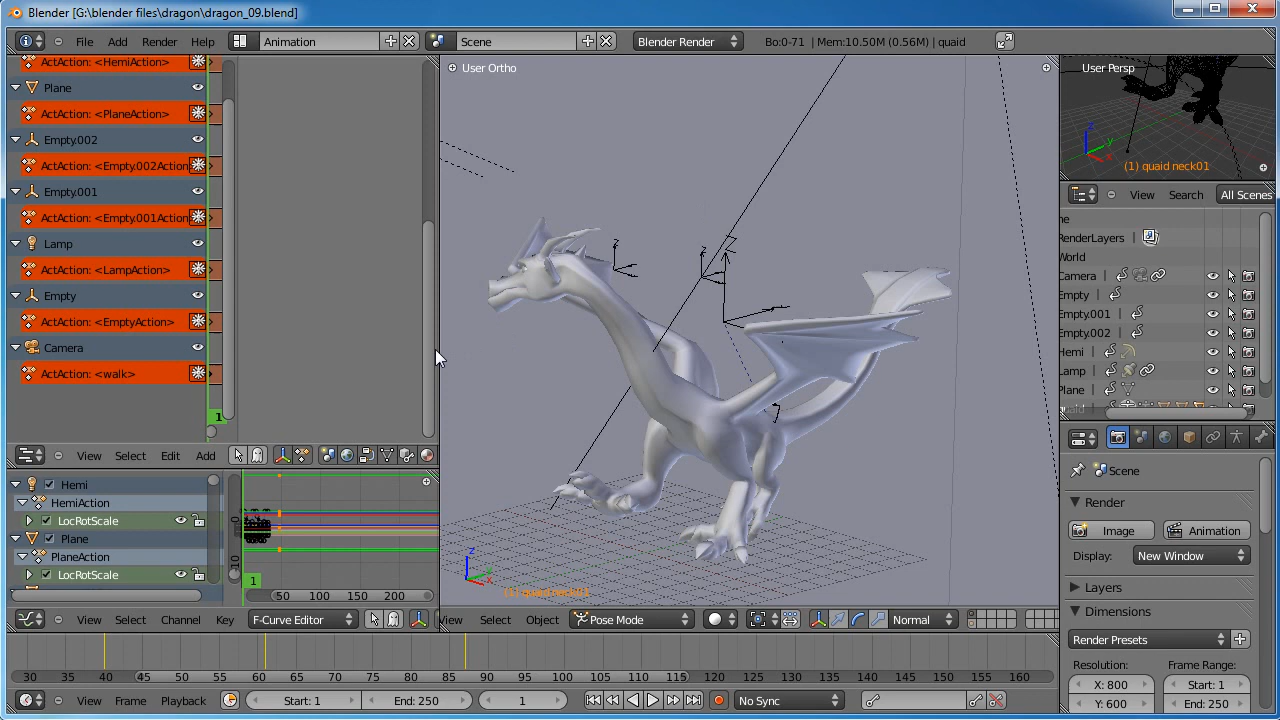 Blender [G:\blender files\dragon\dragon_09.blend]
File Add Render Help Animation Scene Blender Render Bo:0-71 | Mem:10.50M (0.56M) | quaid
ActAction: <HemiAction>
Plane
ActAction: <PlaneAction>
Empty.002
ActAction: <Empty.002Action
Empty.001
ActAction: <Empty.001Action
Lamp
ActAction: <LampAction>
Empty
ActAction: <EmptyAction>
Camera
ActAction: <walk>
1
View Select Edit Add
Hemi
HemiAction
LocRotScale
Plane
PlaneAction
LocRotScale
0
10
1
50 100 150 200
View Select Channel Key F-Curve Editor
User Ortho
z
z
z
x
(1) quaid neck01
View Select Object Pose Mode Normal
User Persp
z
y
x
(1) quaid neck01
View Search All Scenes
ne
RenderLayers
World
Camera
Empty
Empty.001
Empty.002
Hemi
Lamp
Plane
Scene
Render
Image Animation
Display: New Window
Layers
Dimensions
Render Presets
Resolution: Frame Range:
X: 800 Start: 1
Y: 600 End: 250
30 35 40 45 50 55 60 65 70 75 80 85 90 95 100 105 110 115 120 125 130 135 140 145 150 155 160
View Frame Playback Start: 1 End: 250 1 No Sync